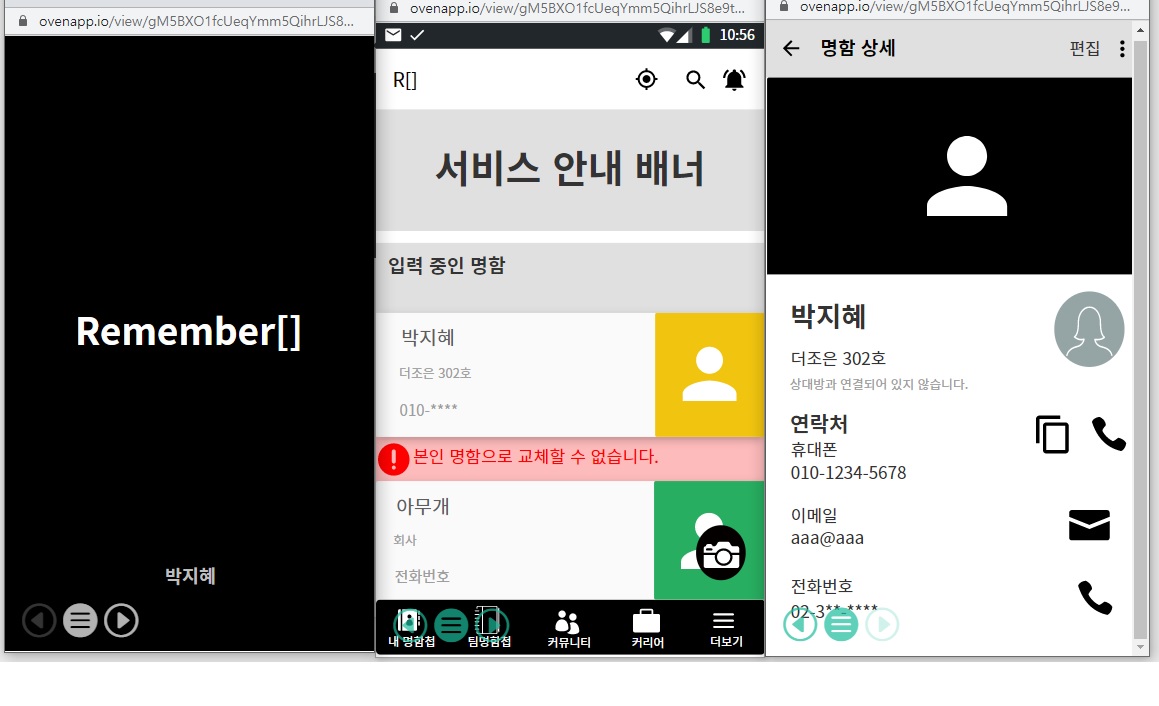 ovenapp.io/view/gM5BXO1fcUeqYmm5QihrLJS8...
Remember[]
박지혜
ovenapp.io/view/gM5BXO1fcUeqYmm5QihrLJS8e9t...
10:56
R[]
서비스 안내 배너
입력 중인 명함
박지혜
더조은 302호
010-****
본인 명함으로 교체할 수 없습니다.
아무개
회사
전화번호
내 명함첩 팀명함첩 커뮤니티 커리어 더보기
ovenapp.io/view/gM5BXO1fcUeqYmm5QihrLJS8e9...
명함 상세 편집
박지혜
더조은 302호
상대방과 연결되어 있지 않습니다.
연락처
휴대폰
010-1234-5678
이메일
aaa@aaa
전화번호
02-3**-****